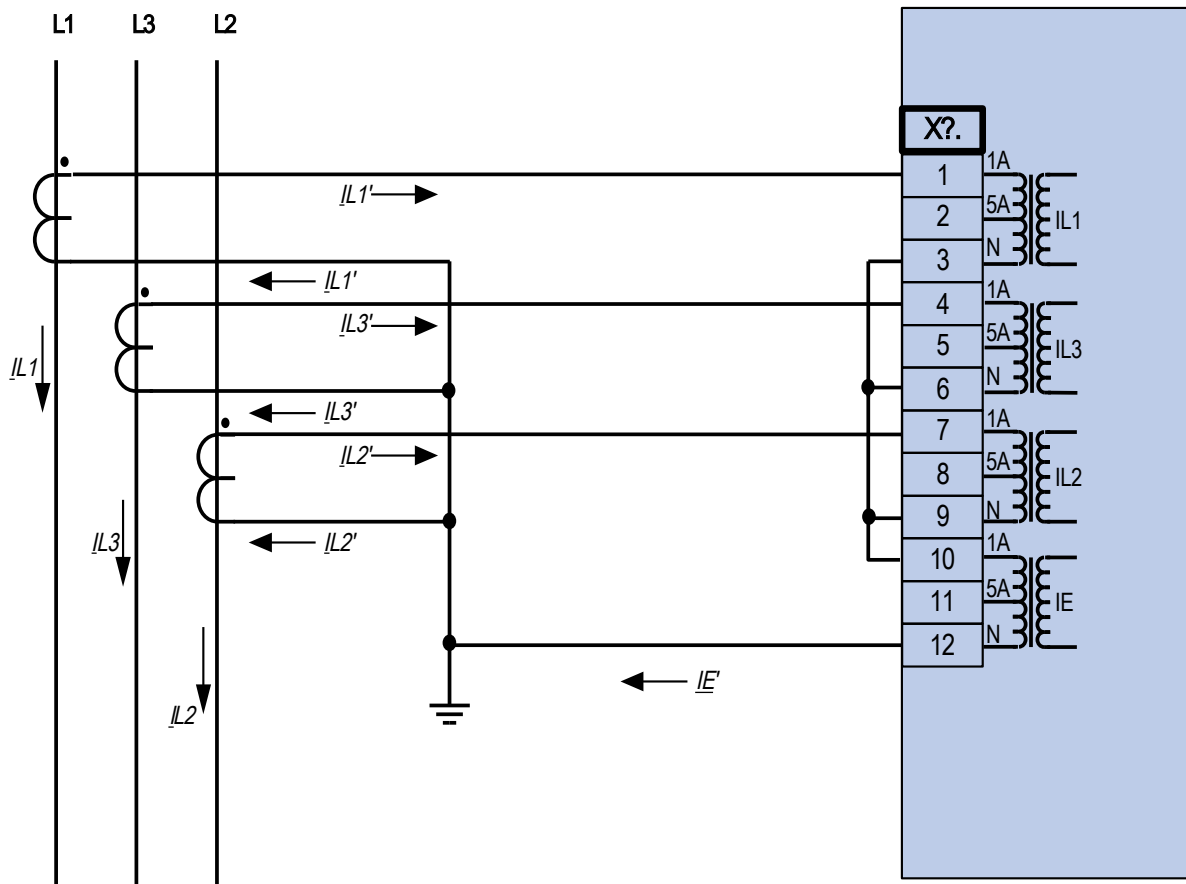 L1 L3 L2
X?.
1 1A
IL1'
2 5A IL1
3 N
IL1'
4 1A
IL3'
5 5A IL3
IL1
6 N
IL3'
7 1A
IL2'
8 5A IL2
9 N
IL3 IL2'
10 1A
11 5A IE
12 N
IE'
IL2